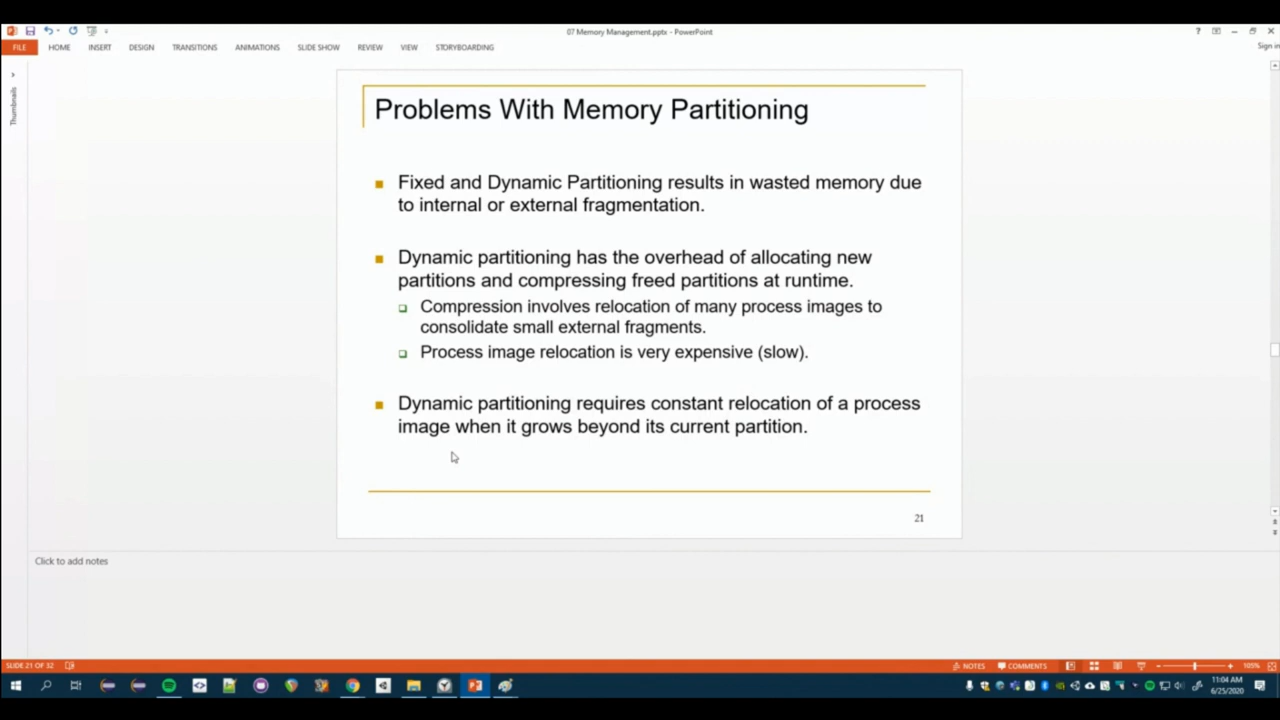 07 Memory Management.pptx - PowerPoint
Sign in
FILE HOME INSERT DESIGN TRANSITIONS ANIMATIONS SLIDE SHOW REVIEW VIEW STORYBOARDING
Thumbnails
Problems With Memory Partitioning
Fixed and Dynamic Partitioning results in wasted memory due
to internal or external fragmentation.
Dynamic partitioning has the overhead of allocating new
partitions and compressing freed partitions at runtime.
Compression involves relocation of many process images to
consolidate small external fragments.
Process image relocation is very expensive (slow).
Dynamic partitioning requires constant relocation of a process
image when it grows beyond its current partition.
21
Click to add notes
SLIDE 21 OF 32 NOTES COMMENTS 105%
11:04 AM
6/25/2020